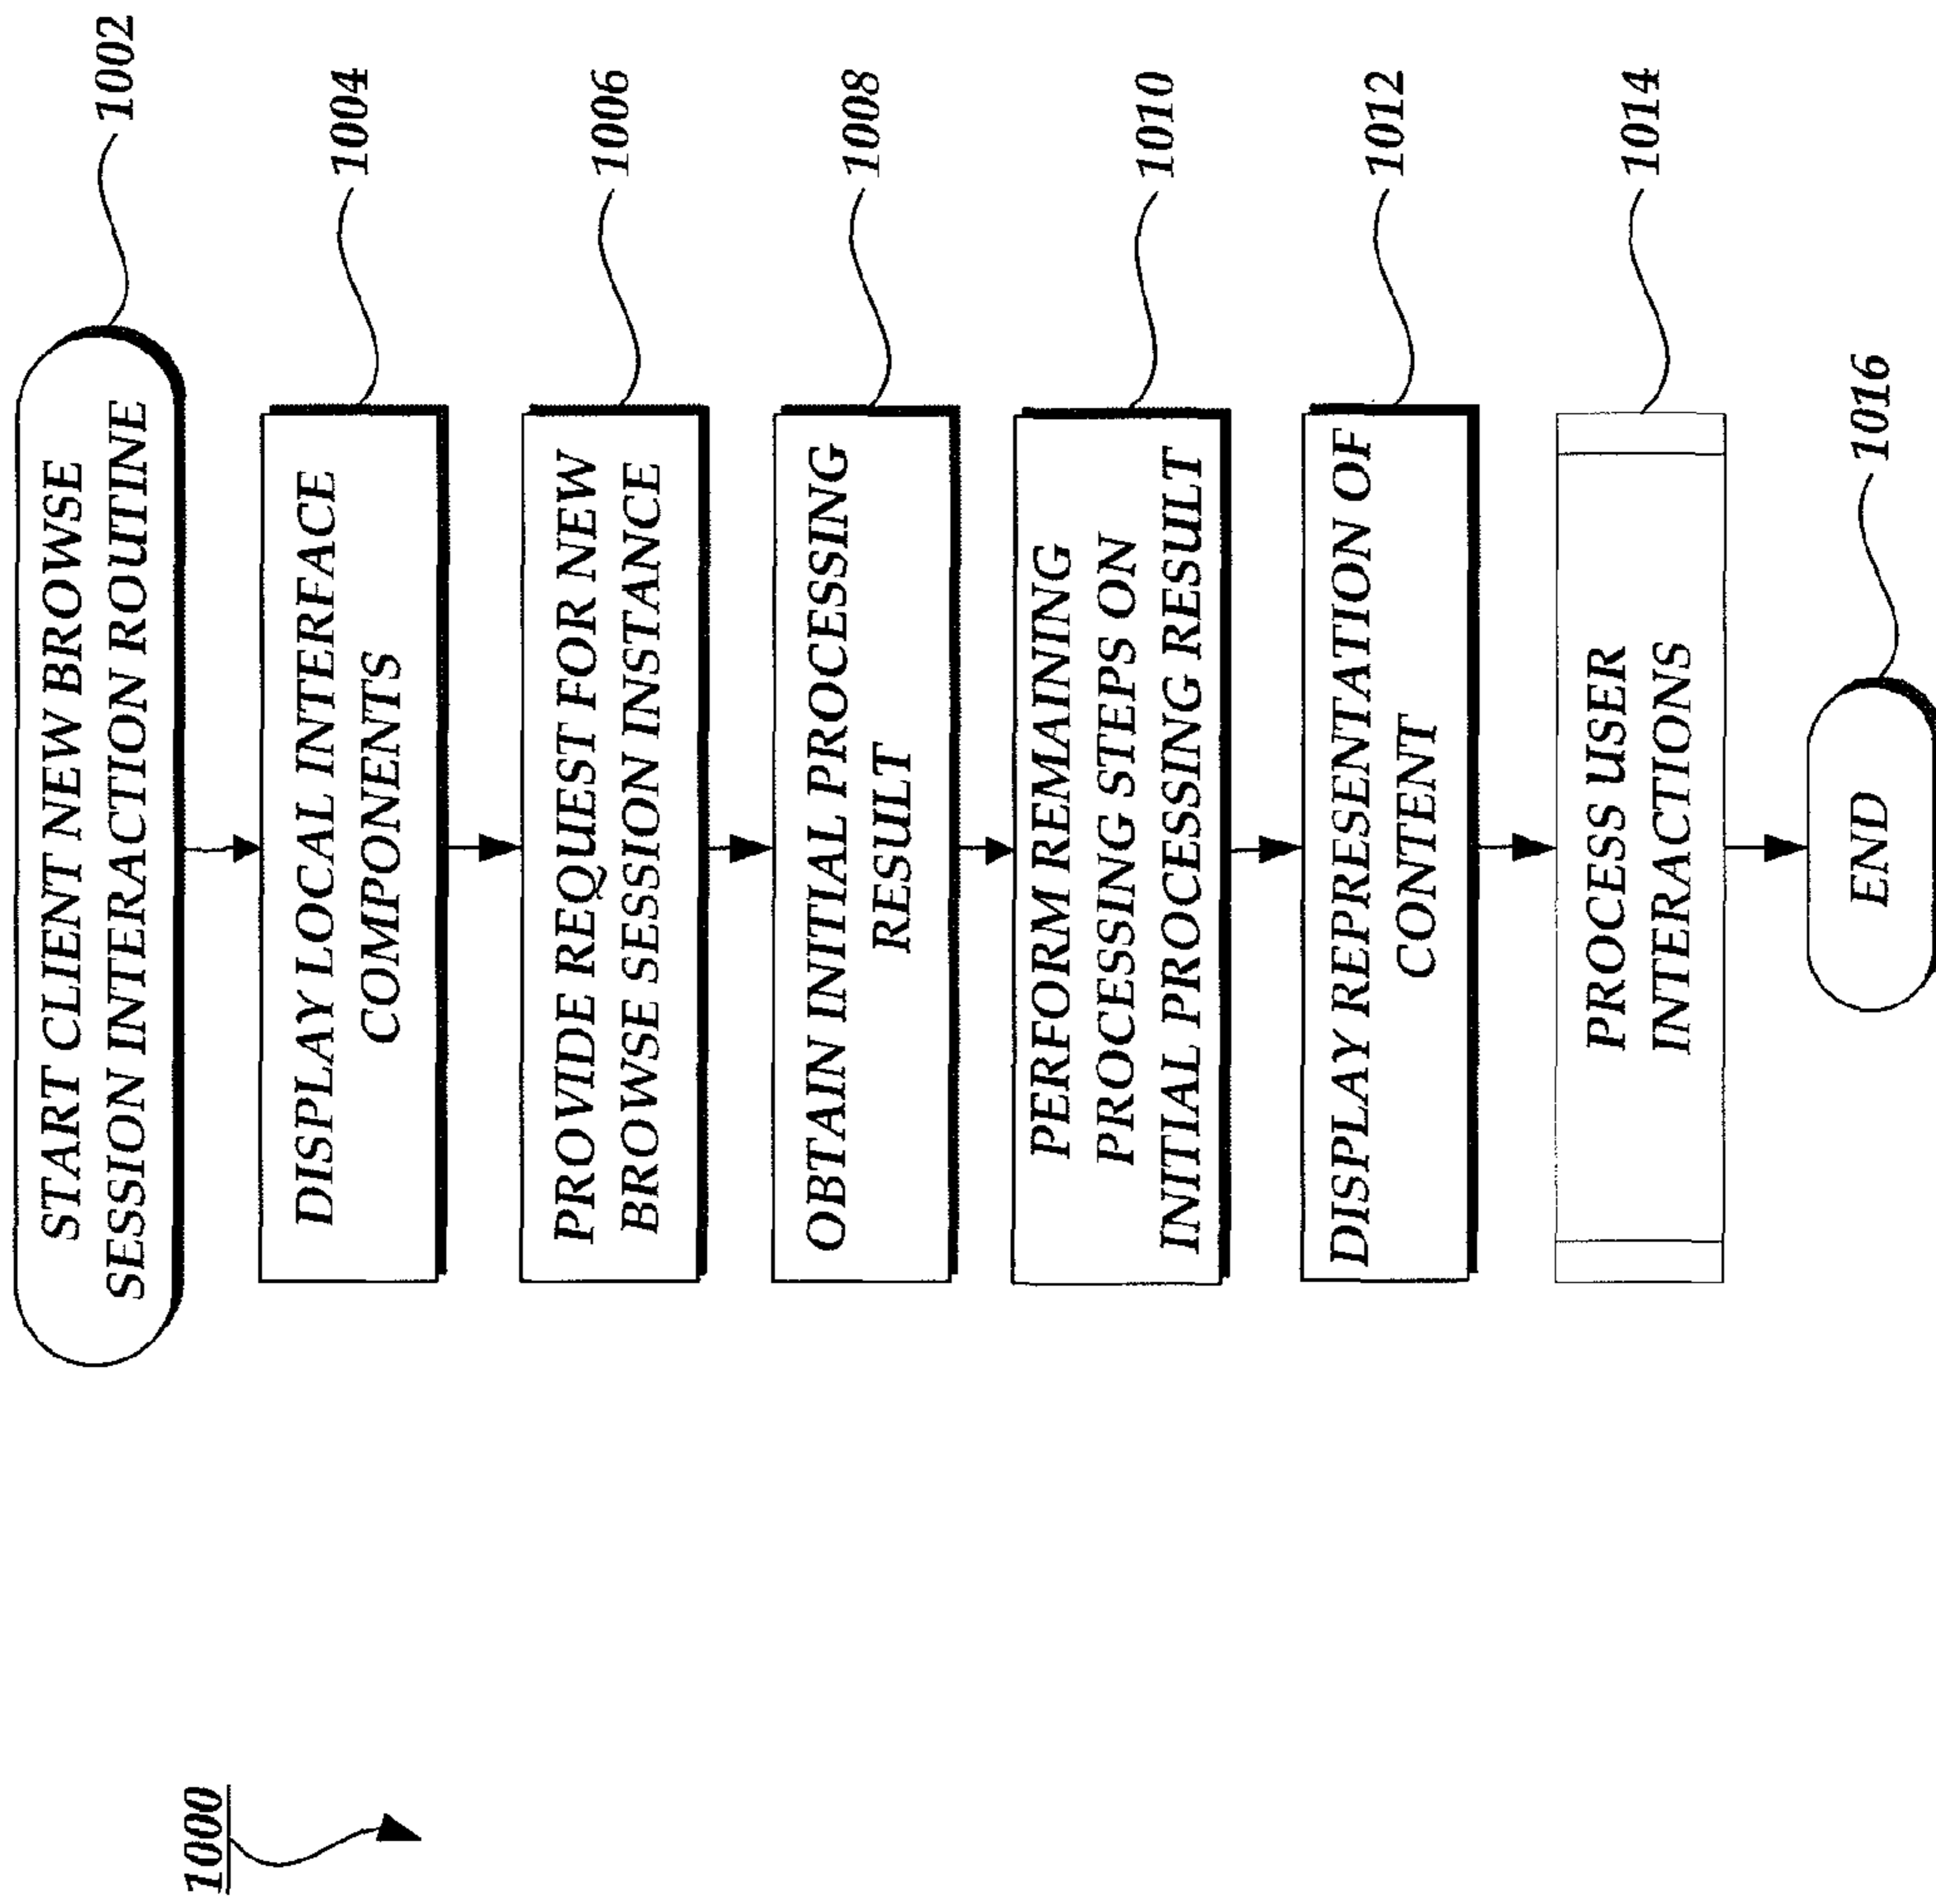 1000
START CLIENT NEW BROWSE
SESSION INTERACTION ROUTINE
1002
DISPLAY LOCAL INTERFACE
COMPONENTS
1004
PROVIDE REQUEST FOR NEW
BROWSE SESSION INSTANCE
1006
OBTAIN INITIAL PROCESSING
RESULT
1008
PERFORM REMAINING
PROCESSING STEPS ON
INITIAL PROCESSING RESULT
1010
DISPLAY REPRESENTATION OF
CONTENT
1012
PROCESS USER
INTERACTIONS
1014
END
1016